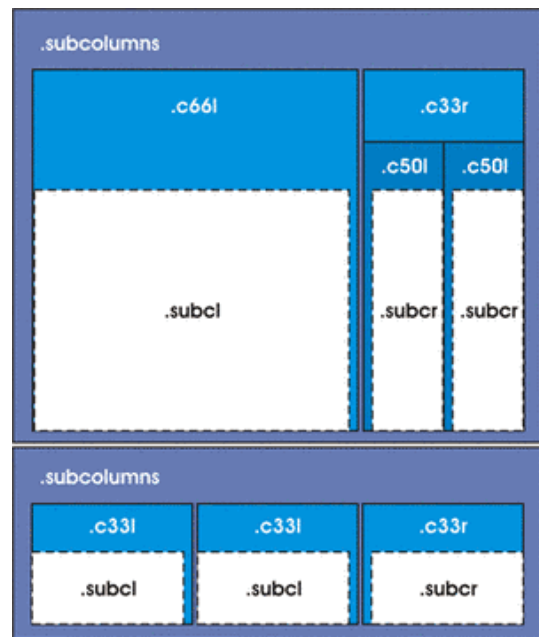 .subcolumns
.c66l
.c33r
.c50l
.c50l
.subcl
.subcr
.subcr
.subcolumns
.c33l
.c33l
.c33r
.subcl
.subcl
.subcr